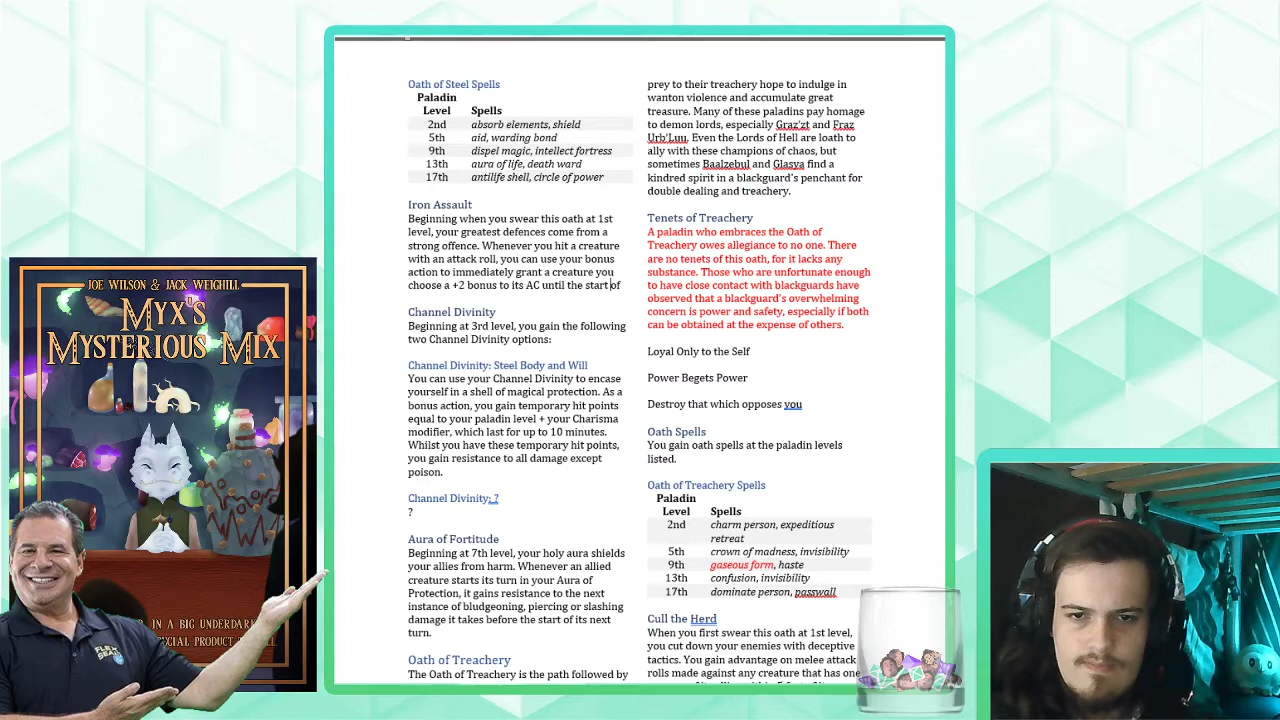 JOE WILSON & JACK WEIGHILL
MYX'S
MYSTERIOUS MIX
IN A BIG UNDERDARK
Oath of Steel Spells
Paladin
Level Spells
2nd absorb elements, shield
5th aid, warding bond
9th dispel magic, intellect fortress
13th aura of life, death ward
17th antilife shell, circle of power
Iron Assault
Beginning when you swear this oath at 1st
level, your greatest defences come from a
strong offence. Whenever you hit a creature
with an attack roll, you can use your bonus
action to immediately grant a creature you
choose a +2 bonus to its AC until the start of
Channel Divinity
Beginning at 3rd level, you gain the following
two Channel Divinity options:
Channel Divinity: Steel Body and Will
You can use your Channel Divinity to encase
yourself in a shell of magical protection. As a
bonus action, you gain temporary hit points
equal to your paladin level + your Charisma
modifier, which last for up to 10 minutes.
Whilst you have these temporary hit points,
you gain resistance to all damage except
poison.
Channel Divinity: ?
?
Aura of Fortitude
Beginning at 7th level, your holy aura shields
your allies from harm. Whenever an allied
creature starts its turn in your Aura of
Protection, it gains resistance to the next
instance of bludgeoning, piercing or slashing
damage it takes before the start of its next
turn.
Oath of Treachery
The Oath of Treachery is the path followed by
prey to their treachery hope to indulge in
wanton violence and accumulate great
treasure. Many of these paladins pay homage
to demon lords, especially Graz'zt and Fraz
Urb'Luu. Even the Lords of Hell are loath to
ally with these champions of chaos, but
sometimes Baalzebul and Glasya find a
kindred spirit in a blackguard's penchant for
double dealing and treachery.
Tenets of Treachery
A paladin who embraces the Oath of
Treachery owes allegiance to no one. There
are no tenets of this oath, for it lacks any
substance. Those who are unfortunate enough
to have close contact with blackguards have
observed that a blackguard's overwhelming
concern is power and safety, especially if both
can be obtained at the expense of others.
Loyal Only to the Self
Power Begets Power
Destroy that which opposes you
Oath Spells
You gain oath spells at the paladin levels
listed.
Oath of Treachery Spells
Paladin
Level Spells
2nd charm person, expeditious
retreat
5th crown of madness, invisibility
9th gaseous form, haste
13th confusion, invisibility
17th dominate person, passwall
Cull the Herd
When you first swear this oath at 1st level,
you cut down your enemies with deceptive
tactics. You gain advantage on melee attack
rolls made against any creature that has one